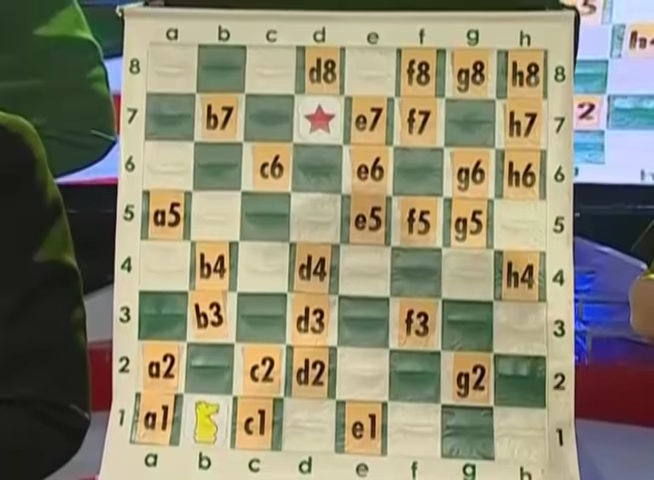 a b c d e f g h
8 d8 f8 g8 h8 8
7 b7 e7 f7 h7 7
6 c6 e6 g6 h6 6
5 a5 e5 f5 g5 5
4 b4 d4 h4 4
3 b3 d3 f3 3
2 a2 c2 d2 g2 2
1 a1 c1 e1 1
a b c d e f g h
5
2